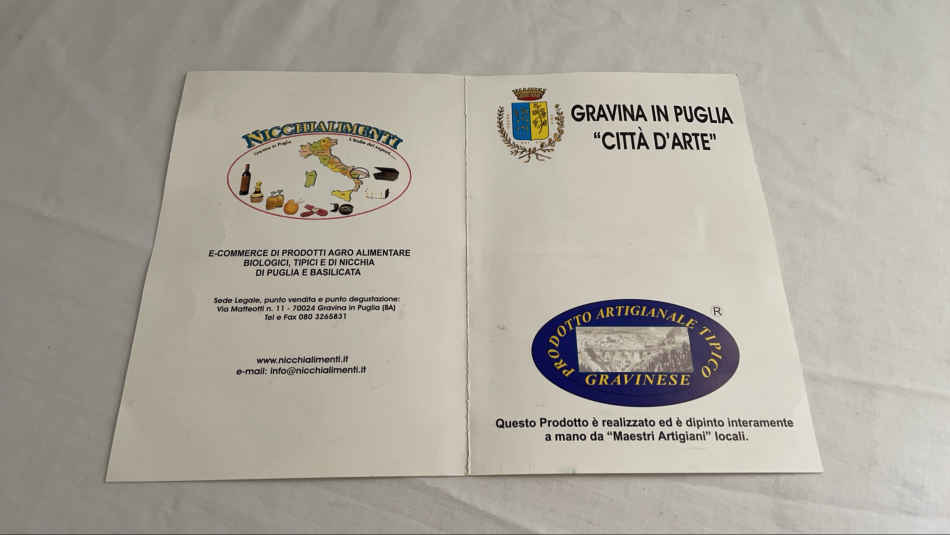 NICCHIALIMENTI
Gravina in Puglia
E-COMMERCE DI PRODOTTI AGRO ALIMENTARE
BIOLOGICI, TIPICI E DI NICCHIA
DI PUGLIA E BASILICATA
Sede Legale, punto vendita e punto degustazione:
Via Matteotti n. 11 - 70024 Gravina in Puglia (BA)
Tel e Fax 080 3265831
www.nicchialimenti.it
e-mail: info@nicchialimenti.it
GRAVINA IN PUGLIA
“CITTÀ D'ARTE”
PRODOTTO ARTIGIANALE TIPICO
®
GRAVINESE
Questo Prodotto è realizzato ed è dipinto interamente
a mano da “Maestri Artigiani” locali.